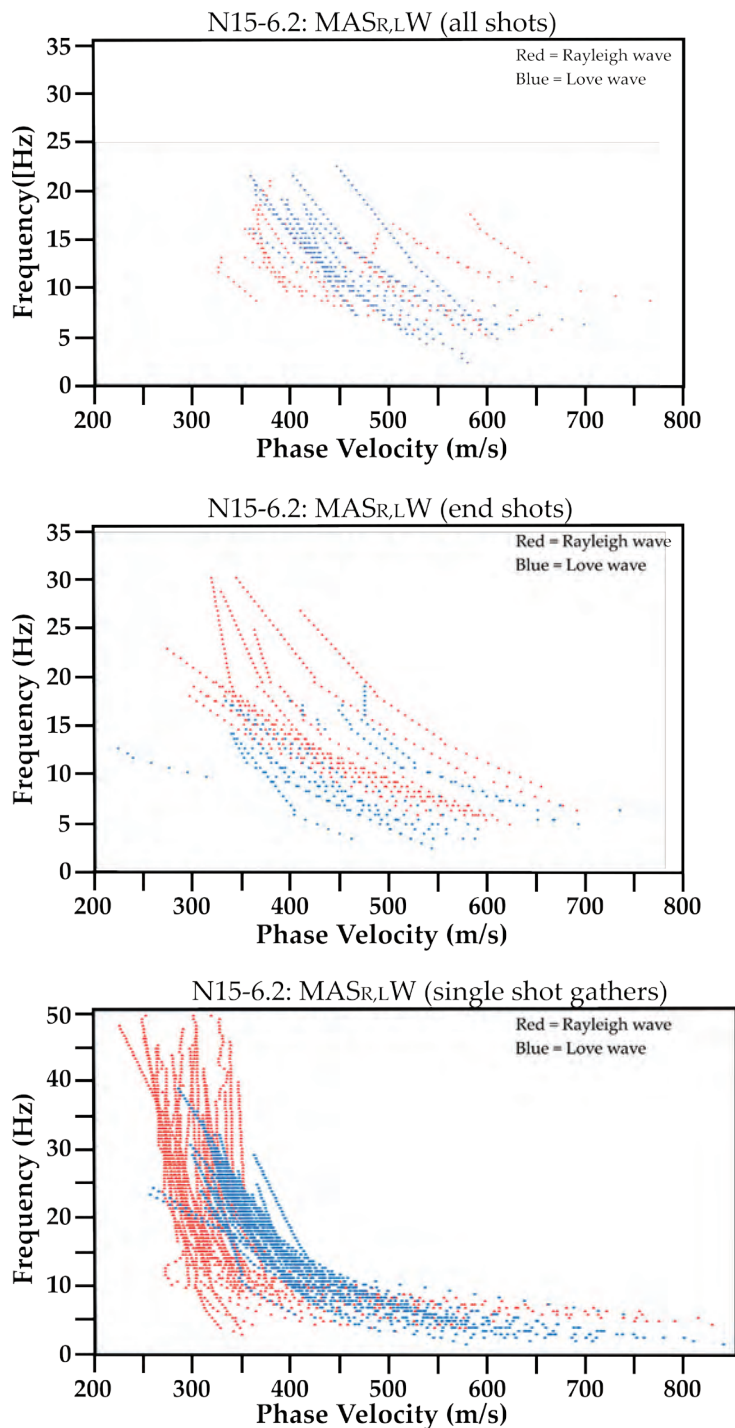 N15-6.2: MASR,LW (all shots)
Red = Rayleigh wave
Blue = Love wave
35
30
25
20
15
10
5
0
Frequency([Hz)
200 300 400 500 600 700 800
Phase Velocity (m/s)
N15-6.2: MASR,LW (end shots)
Red = Rayleigh wave
Blue = Love wave
35
30
25
20
15
10
5
0
Frequency (Hz)
200 300 400 500 600 700 800
Phase Velocity (m/s)
N15-6.2: MASR,LW (single shot gathers)
Red = Rayleigh wave
Blue = Love wave
50
40
30
20
10
0
Frequency (Hz)
200 300 400 500 600 700 800
Phase Velocity (m/s)